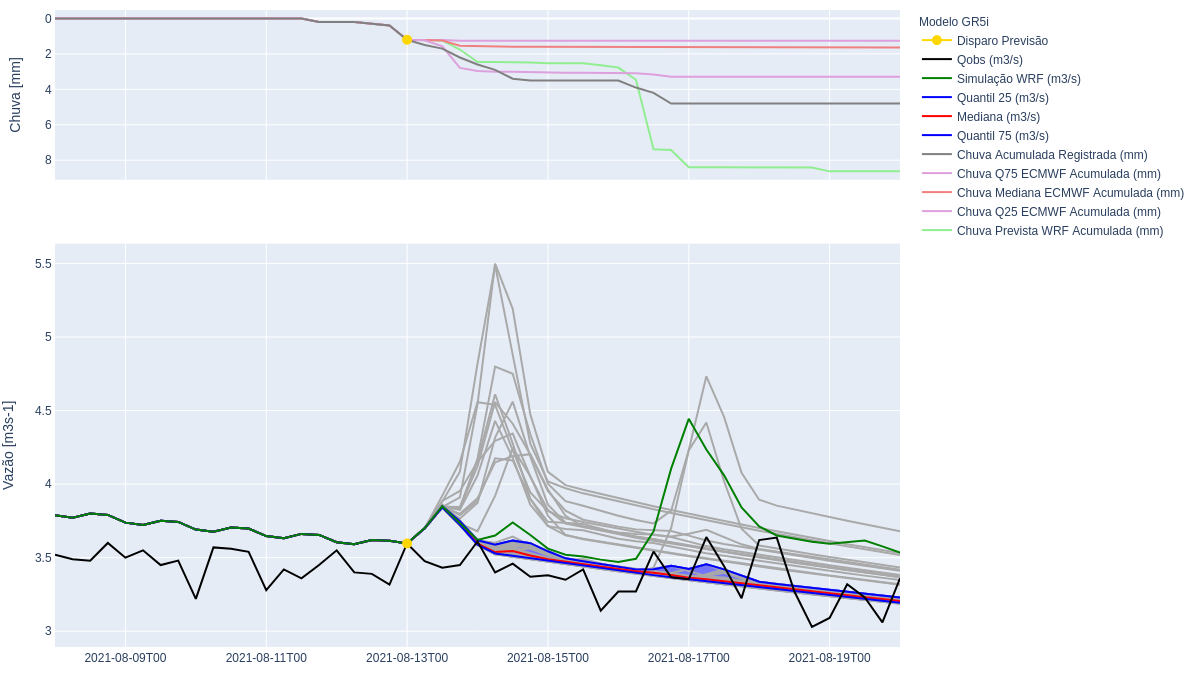 0
2
4
6
8
Chuva [mm]
Modelo GR5i
Disparo Previsão
Qobs (m3/s)
Simulação WRF (m3/s)
Quantil 25 (m3/s)
Mediana (m3/s)
Quantil 75 (m3/s)
Chuva Acumulada Registrada (mm)
Chuva Q75 ECMWF Acumulada (mm)
Chuva Mediana ECMWF Acumulada (mm)
Chuva Q25 ECMWF Acumulada (mm)
Chuva Prevista WRF Acumulada (mm)
5.5
5
4.5
4
3.5
3
Vazão [m3s-1]
2021-08-09T00
2021-08-11T00
2021-08-13T00
2021-08-15T00
2021-08-17T00
2021-08-19T00